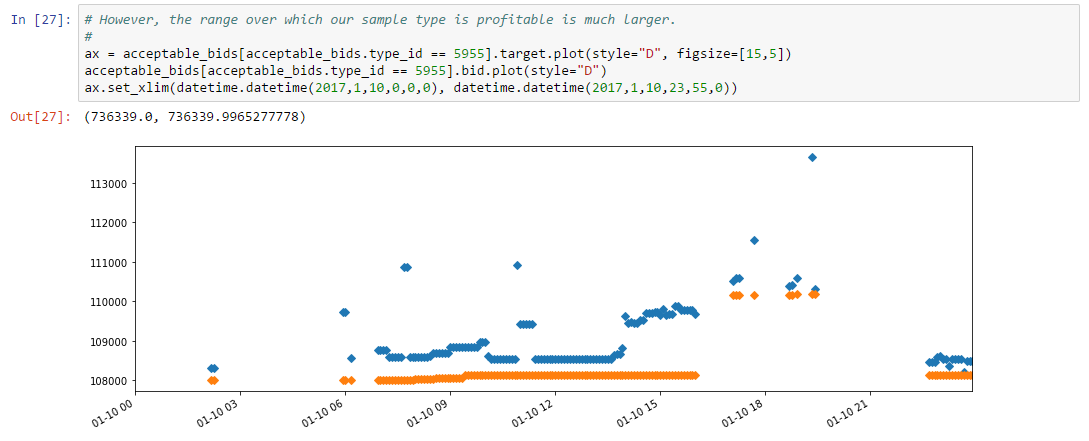 In [27]: # However, the range over which our sample type is profitable is much larger.
#
ax = acceptable_bids[acceptable_bids.type_id == 5955].target.plot(style="D", figsize=[15,5])
acceptable_bids[acceptable_bids.type_id == 5955].bid.plot(style="D")
ax.set_xlim(datetime.datetime(2017,1,10,0,0,0), datetime.datetime(2017,1,10,23,55,0))
Out[27]: (736339.0, 736339.9965277778)
113000
112000
111000
110000
109000
108000
01-10 00 01-10 03 01-10 06 01-10 09 01-10 12 01-10 15 01-10 18 01-10 21